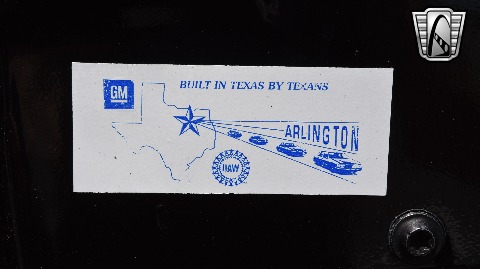 GM
BUILT IN TEXAS BY TEXANS
ARLINGTON
UAW